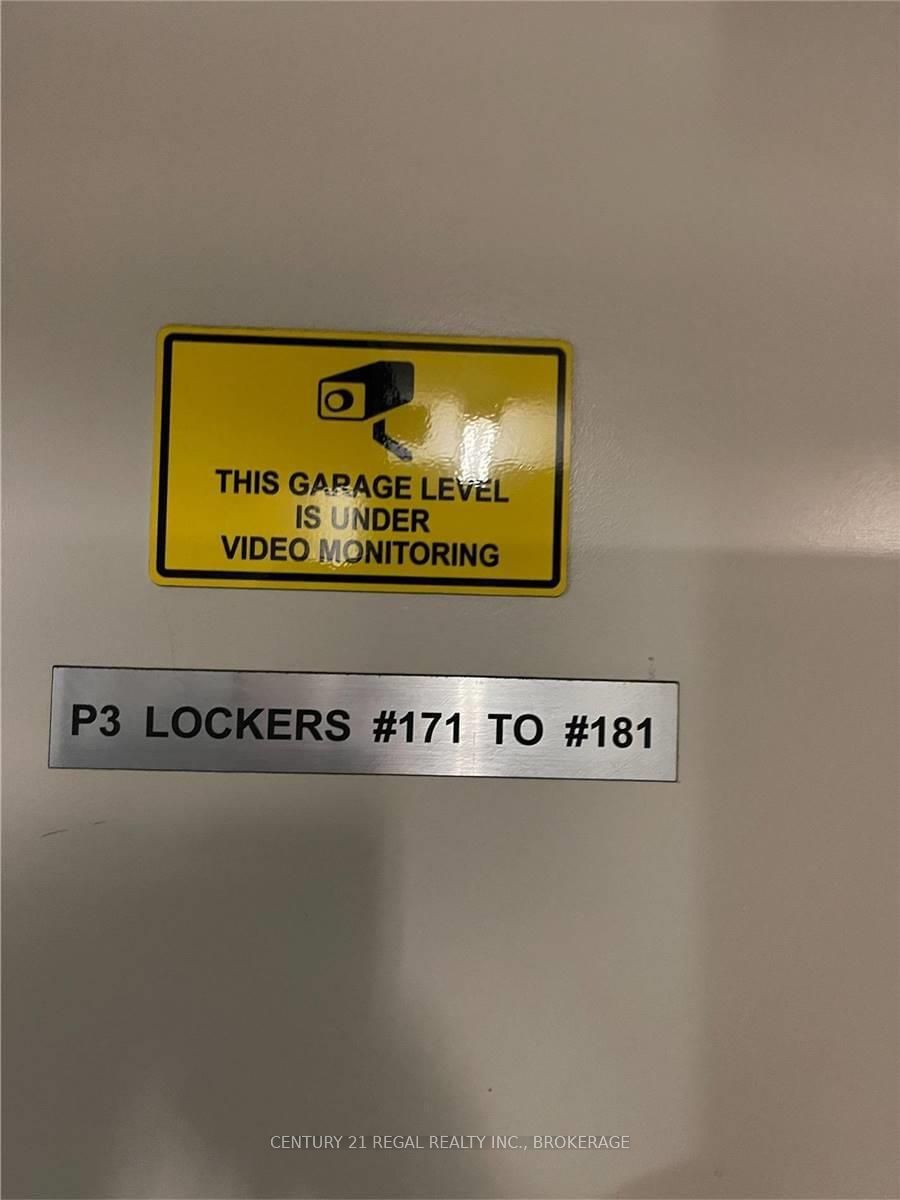 THIS GARAGE LEVEL
IS UNDER
VIDEO MONITORING
P3 LOCKERS #171 TO #181
CENTURY 21 REGAL REALTY INC., BROKERAGE